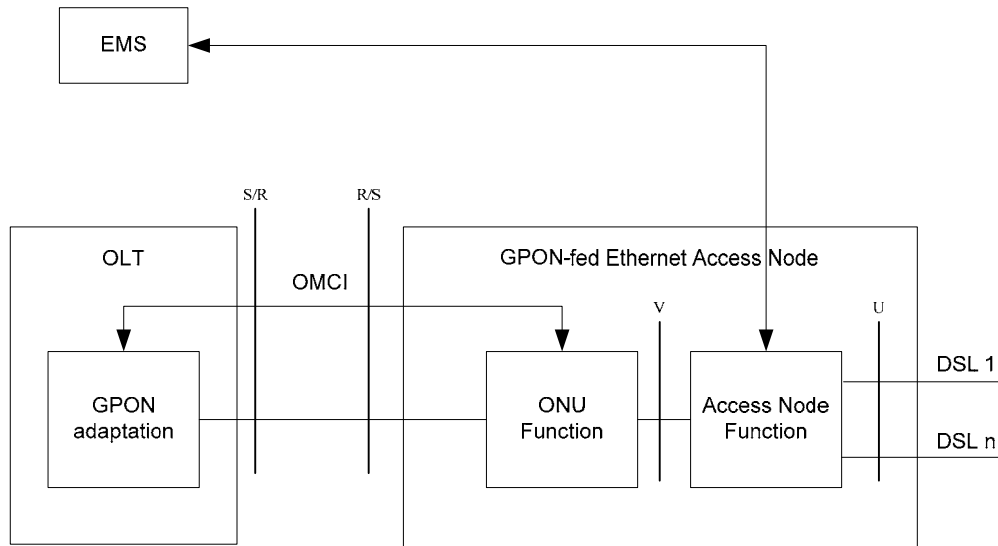 EMS
S/R
R/S
OLT
GPON-fed Ethernet Access Node
OMCI
V
U
GPON
adaptation
ONU
Function
Access Node
Function
DSL 1
DSL n